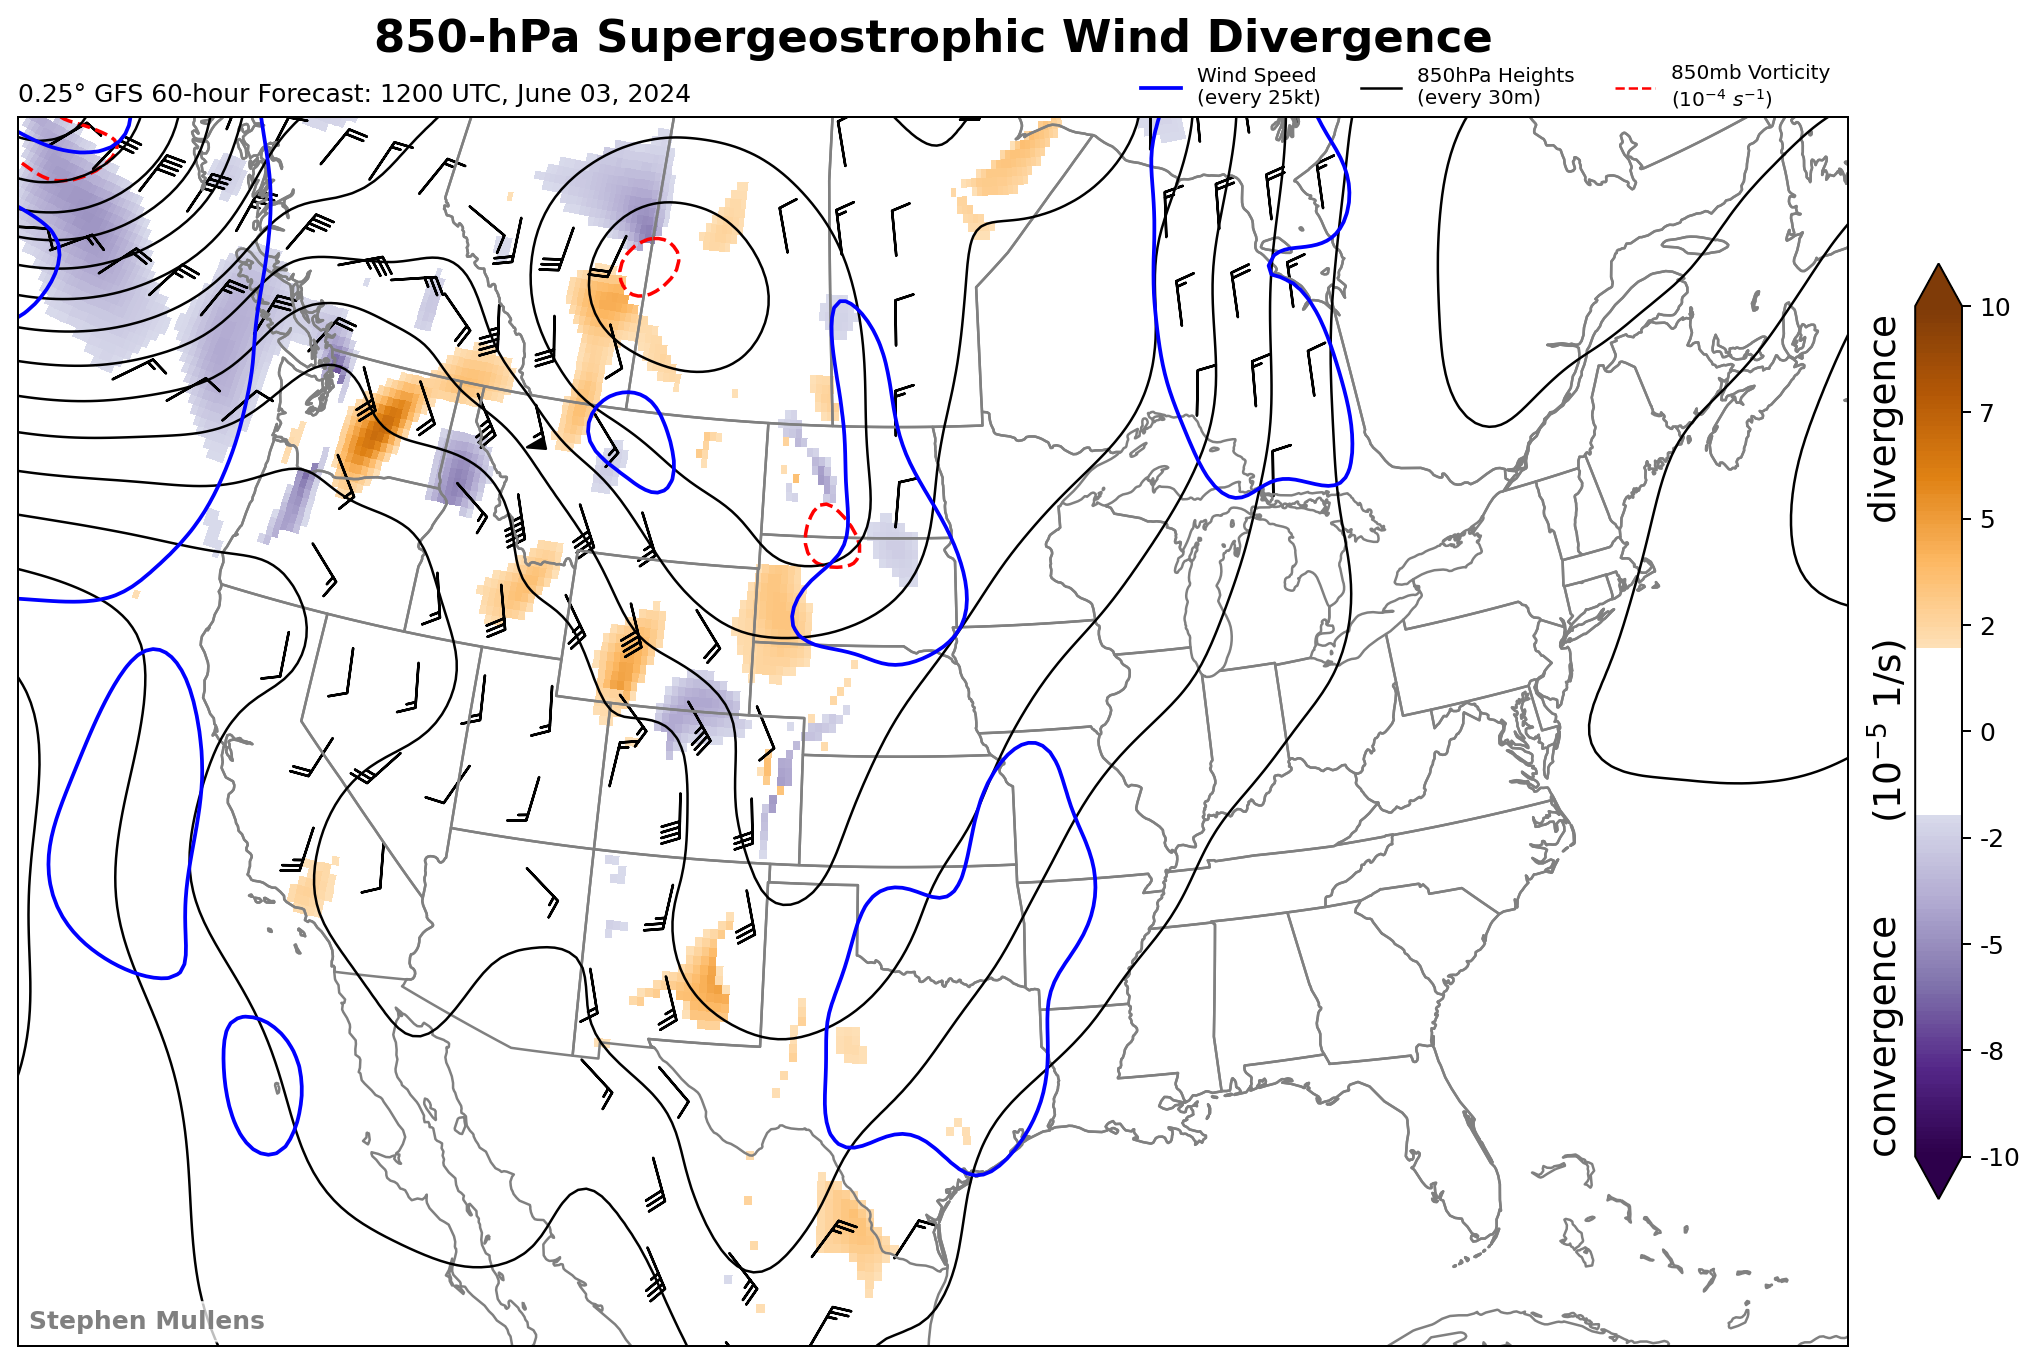 850-hPa Supergeostrophic Wind Divergence
0.25° GFS 60-hour Forecast: 1200 UTC, June 03, 2024
Wind Speed
(every 25kt)
850hPa Heights
(every 30m)
850mb Vorticity
(10⁻⁴ s⁻¹)
10
7
5
2
0
-2
-5
-8
-10
convergence (10⁻⁵ 1/s) divergence
Stephen Mullens